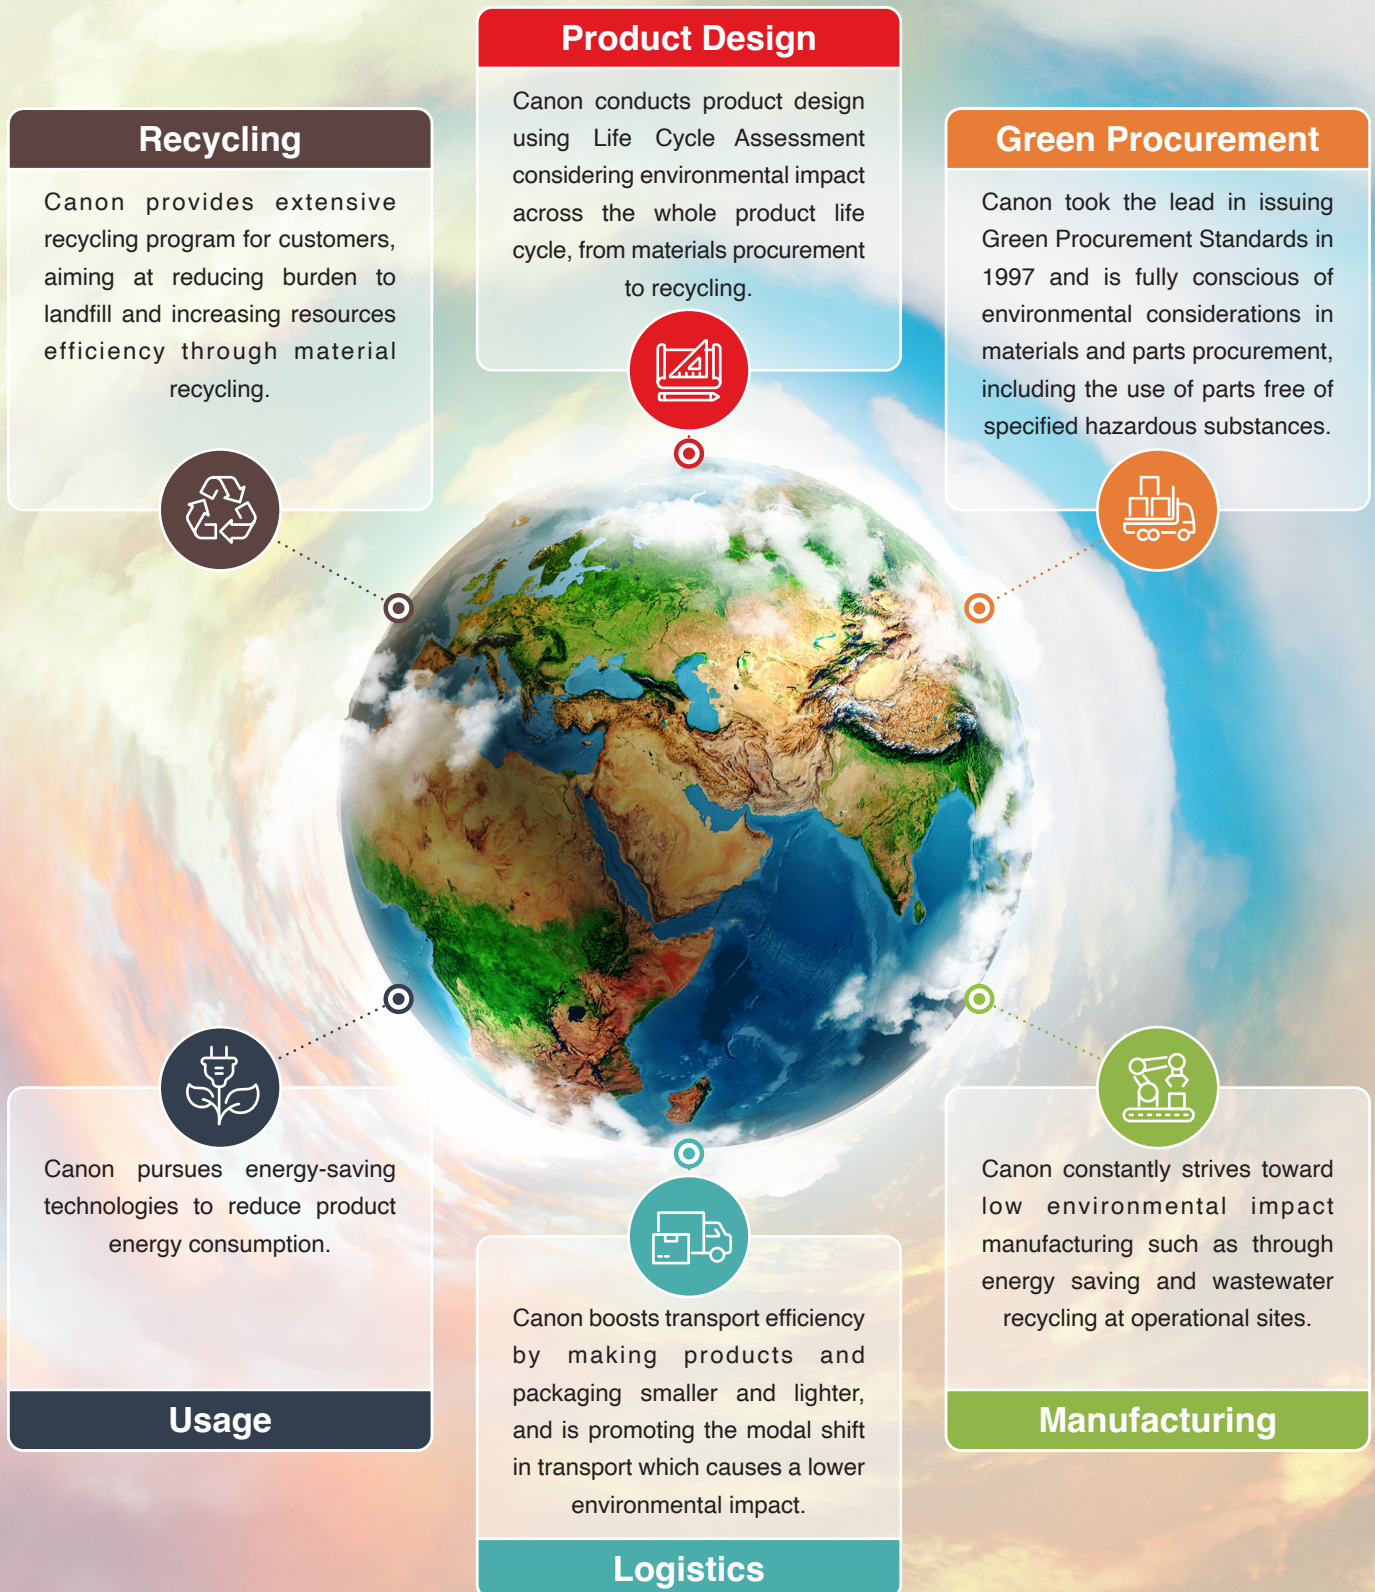 Product Design
Canon conducts product design
using Life Cycle Assessment
considering environmental impact
across the whole product life
cycle, from materials procurement
to recycling.
Recycling
Canon provides extensive
recycling program for customers,
aiming at reducing burden to
landfill and increasing resources
efficiency through material
recycling.
Green Procurement
Canon took the lead in issuing
Green Procurement Standards in
1997 and is fully conscious of
environmental considerations in
materials and parts procurement,
including the use of parts free of
specified hazardous substances.
Canon pursues energy-saving
technologies to reduce product
energy consumption.
Usage
Canon boosts transport efficiency
by making products and
packaging smaller and lighter,
and is promoting the modal shift
in transport which causes a lower
environmental impact.
Logistics
Canon constantly strives toward
low environmental impact
manufacturing such as through
energy saving and wastewater
recycling at operational sites.
Manufacturing